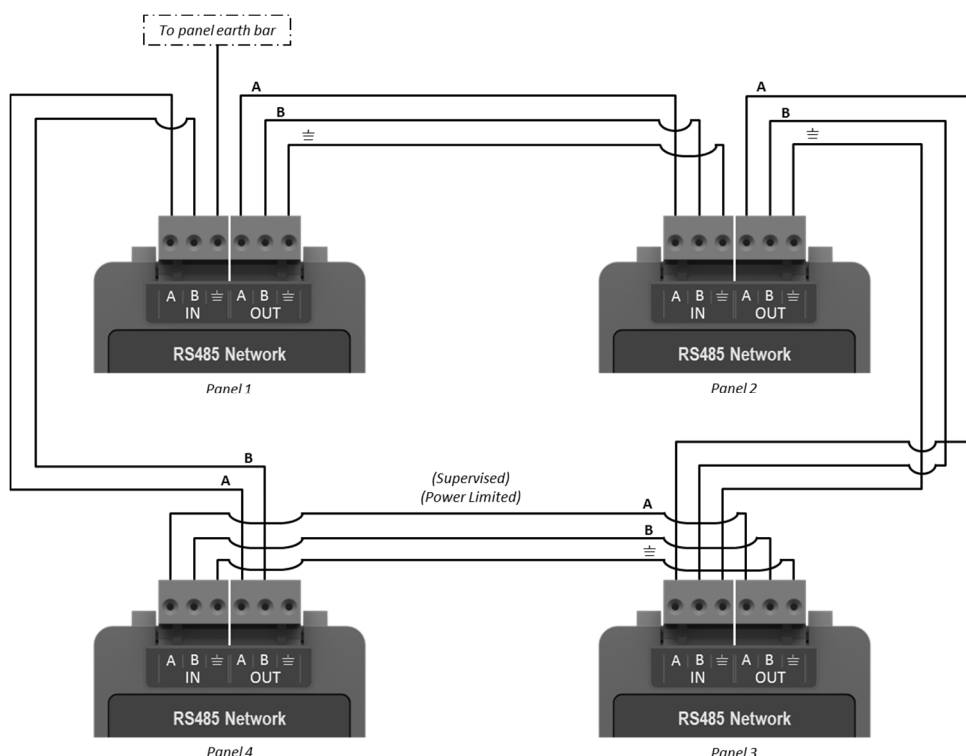 To panel earth bar
A
B
A
B
A B A B
IN OUT
RS485 Network
Panel 1
A B A B
IN OUT
RS485 Network
Panel 2
B
A
(Supervised)
(Power Limited)
A
B
A B A B
IN OUT
RS485 Network
Panel 4
A B A B
IN OUT
RS485 Network
Panel 3